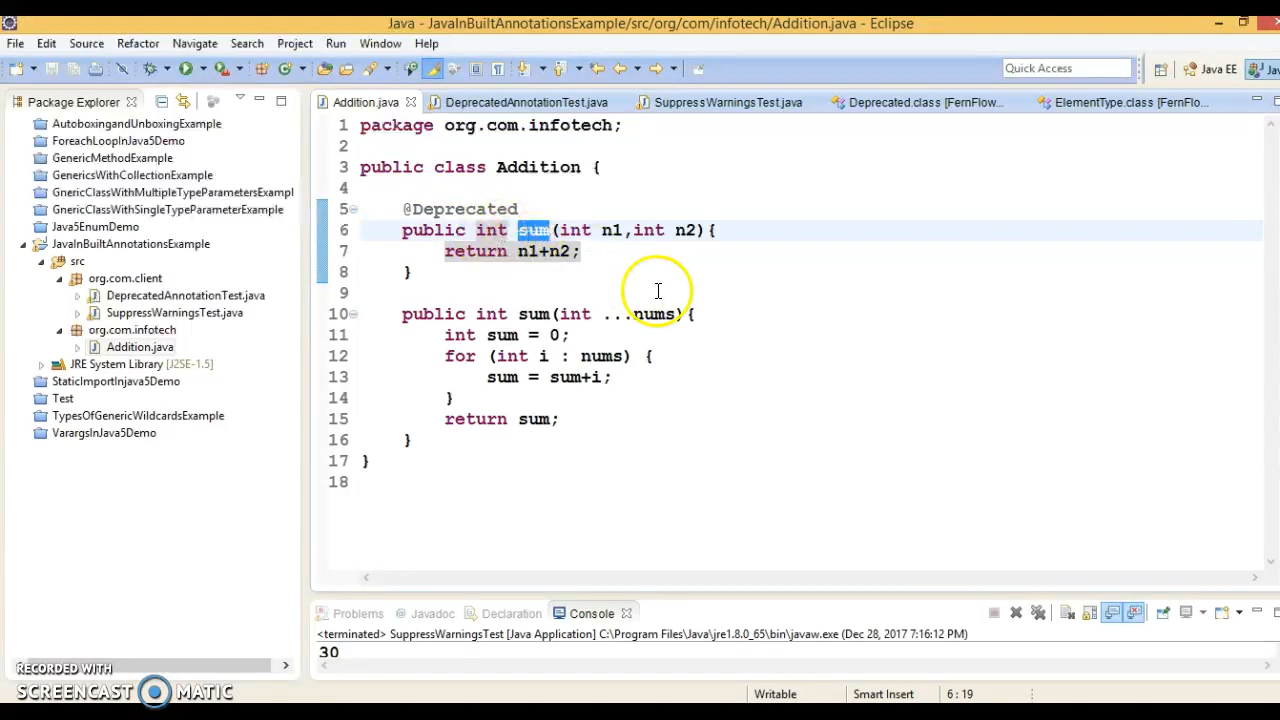 Java - JavaInBuiltAnnotationsExample/src/org/com/infotech/Addition.java - Eclipse
File Edit Source Refactor Navigate Search Project Run Window Help
Quick Access
Java EE
Package Explorer
Addition.java
DeprecatedAnnotationTest.java
SuppressWarningsTest.java
Deprecated.class [FernFlow...
ElementType.class [FernFlo...
AutoboxingandUnboxingExample
ForeachLoopInJava5Demo
GenericMethodExample
GenericsWithCollectionExample
GnericClassWithMultipleTypeParametersExampl
GnericClassWithSingleTypeParameterExample
Java5EnumDemo
JavaInBuiltAnnotationsExample
src
org.com.client
DeprecatedAnnotationTest.java
SuppressWarningsTest.java
org.com.infotech
Addition.java
JRE System Library [J2SE-1.5]
StaticImportInjava5Demo
Test
TypesOfGenericWildcardsExample
VarargsInJava5Demo
1 package org.com.infotech;
2
3 public class Addition {
4
5 @Deprecated
6 public int sum(int n1,int n2){
7 return n1+n2;
8 }
9
10 public int sum(int ...nums){
11 int sum = 0;
12 for (int i : nums) {
13 sum = sum+i;
14 }
15 return sum;
16 }
17 }
18
Problems Javadoc Declaration Console
<terminated> SuppressWarningsTest [Java Application] C:\Program Files\Java\jre1.8.0_65\bin\javaw.exe (Dec 28, 2017 7:16:12 PM)
30
RECORDED WITH
SCREENCAST MATIC
Writable Smart Insert 6 : 19